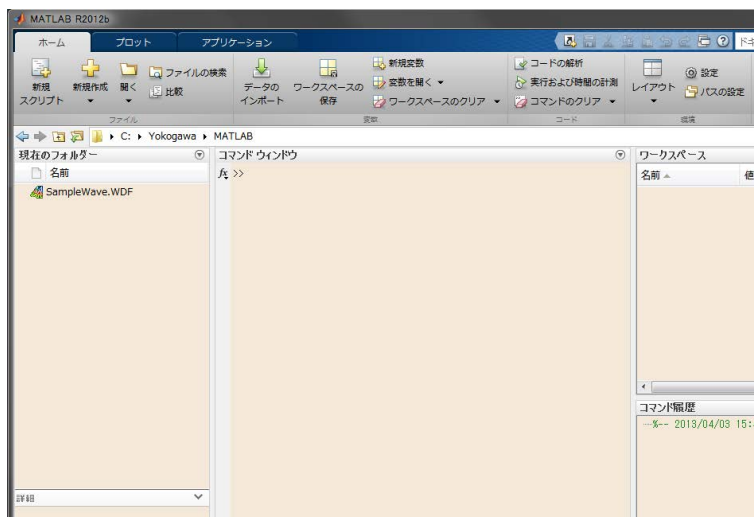 MATLAB R2012b
ホーム プロット アプリケーション
新規
スクリプト
新規作成
開く
ファイルの検索
比較
ファイル
データの
インポート
ワークスペースの
保存
新規変数
変数を開く
ワークスペースのクリア
変数
コードの解析
実行および時間の計測
コマンドのクリア
コード
レイアウト
設定
パスの設定
環境
C: Yokogawa MATLAB
現在のフォルダー
名前
SampleWave.WDF
詳細
コマンド ウィンドウ
fx >>
ワークスペース
名前
値
コマンド履歴
%-- 2013/04/03 15: